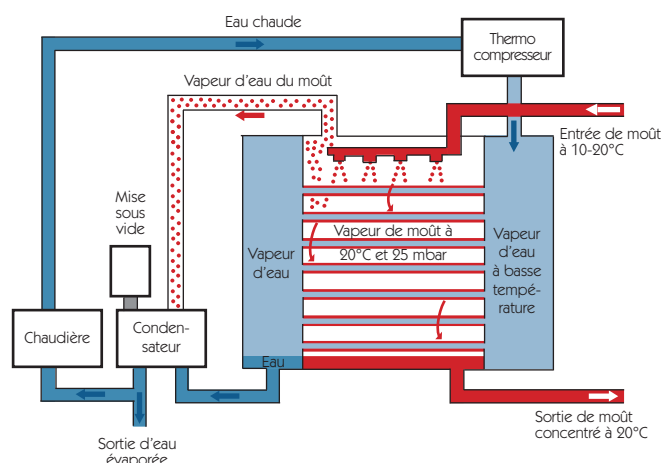 Eau chaude
Thermo
compresseur
Vapeur d'eau du moût
Entrée de moût
à 10-20°C
Mise
sous
vide
Vapeur de moût à
20°C et 25 mbar
Vapeur
d'eau
Vapeur
d'eau
à basse
tempé-
rature
Chaudière
Conden-
sateur
Eau
Sortie d'eau
évaporée
Sortie de moût
concentré à 20°C